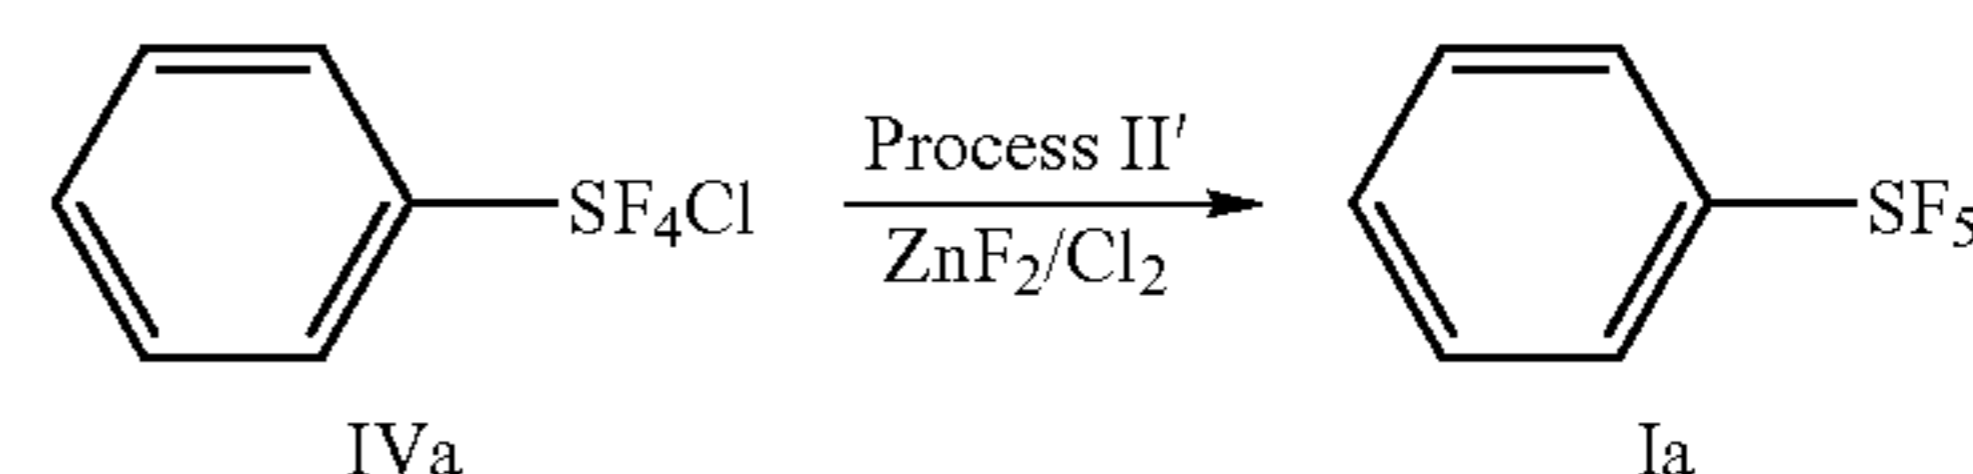 Process II′
SF₄Cl
ZnF₂/Cl₂
SF₅
IVa
Ia